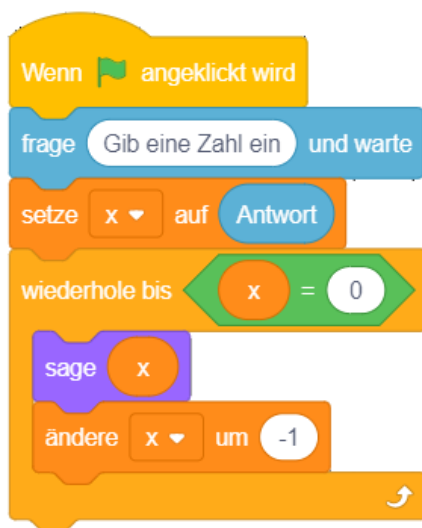 Wenn angeklickt wird
frage Gib eine Zahl ein und warte
setze x auf Antwort
wiederhole bis x = 0
sage x
ändere x um -1